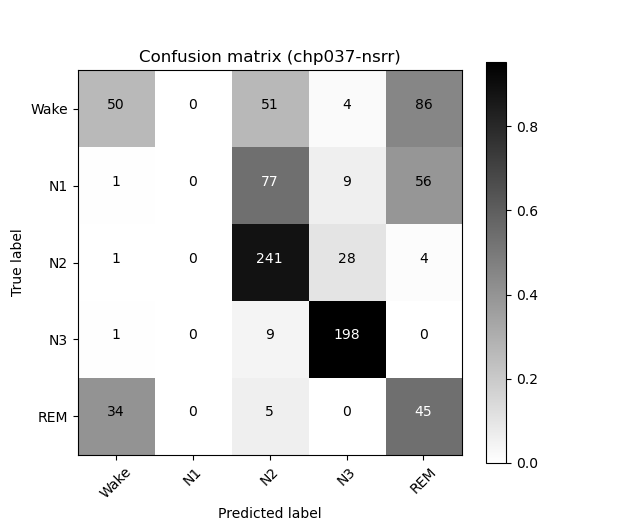 Confusion matrix (chp037-nsrr)
Wake 50 0 51 4 86
N1 1 0 77 9 56
N2 1 0 241 28 4
N3 1 0 9 198 0
REM 34 0 5 0 45
True label
Wake N1 N2 N3 REM
Predicted label
0.8
0.6
0.4
0.2
0.0